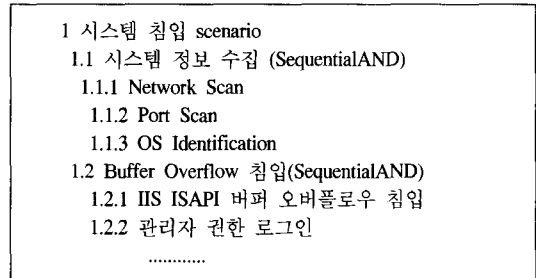 1 시스템 침입 scenario
1.1 시스템 정보 수집 (SequentialAND)
1.1.1 Network Scan
1.1.2 Port Scan
1.1.3 OS Identification
1.2 Buffer Overflow 침입(SequentialAND)
1.2.1 IIS ISAPI 버퍼 오버플로우 침입
1.2.2 관리자 권한 로그인
............